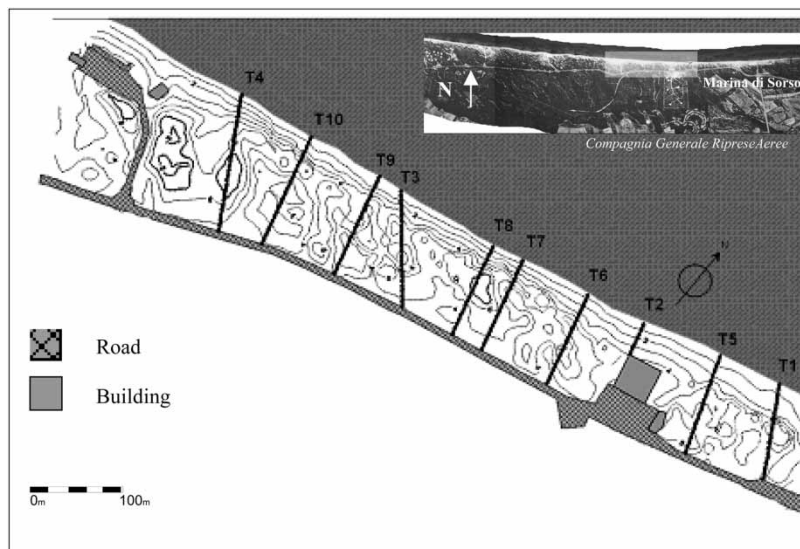 T4
T10
T9
T3
T8
T7
T6
T2
T5
T1
N
Marina di Sorso
Compagnia Generale RipreseAeree
N
Road
Building
0m 100m